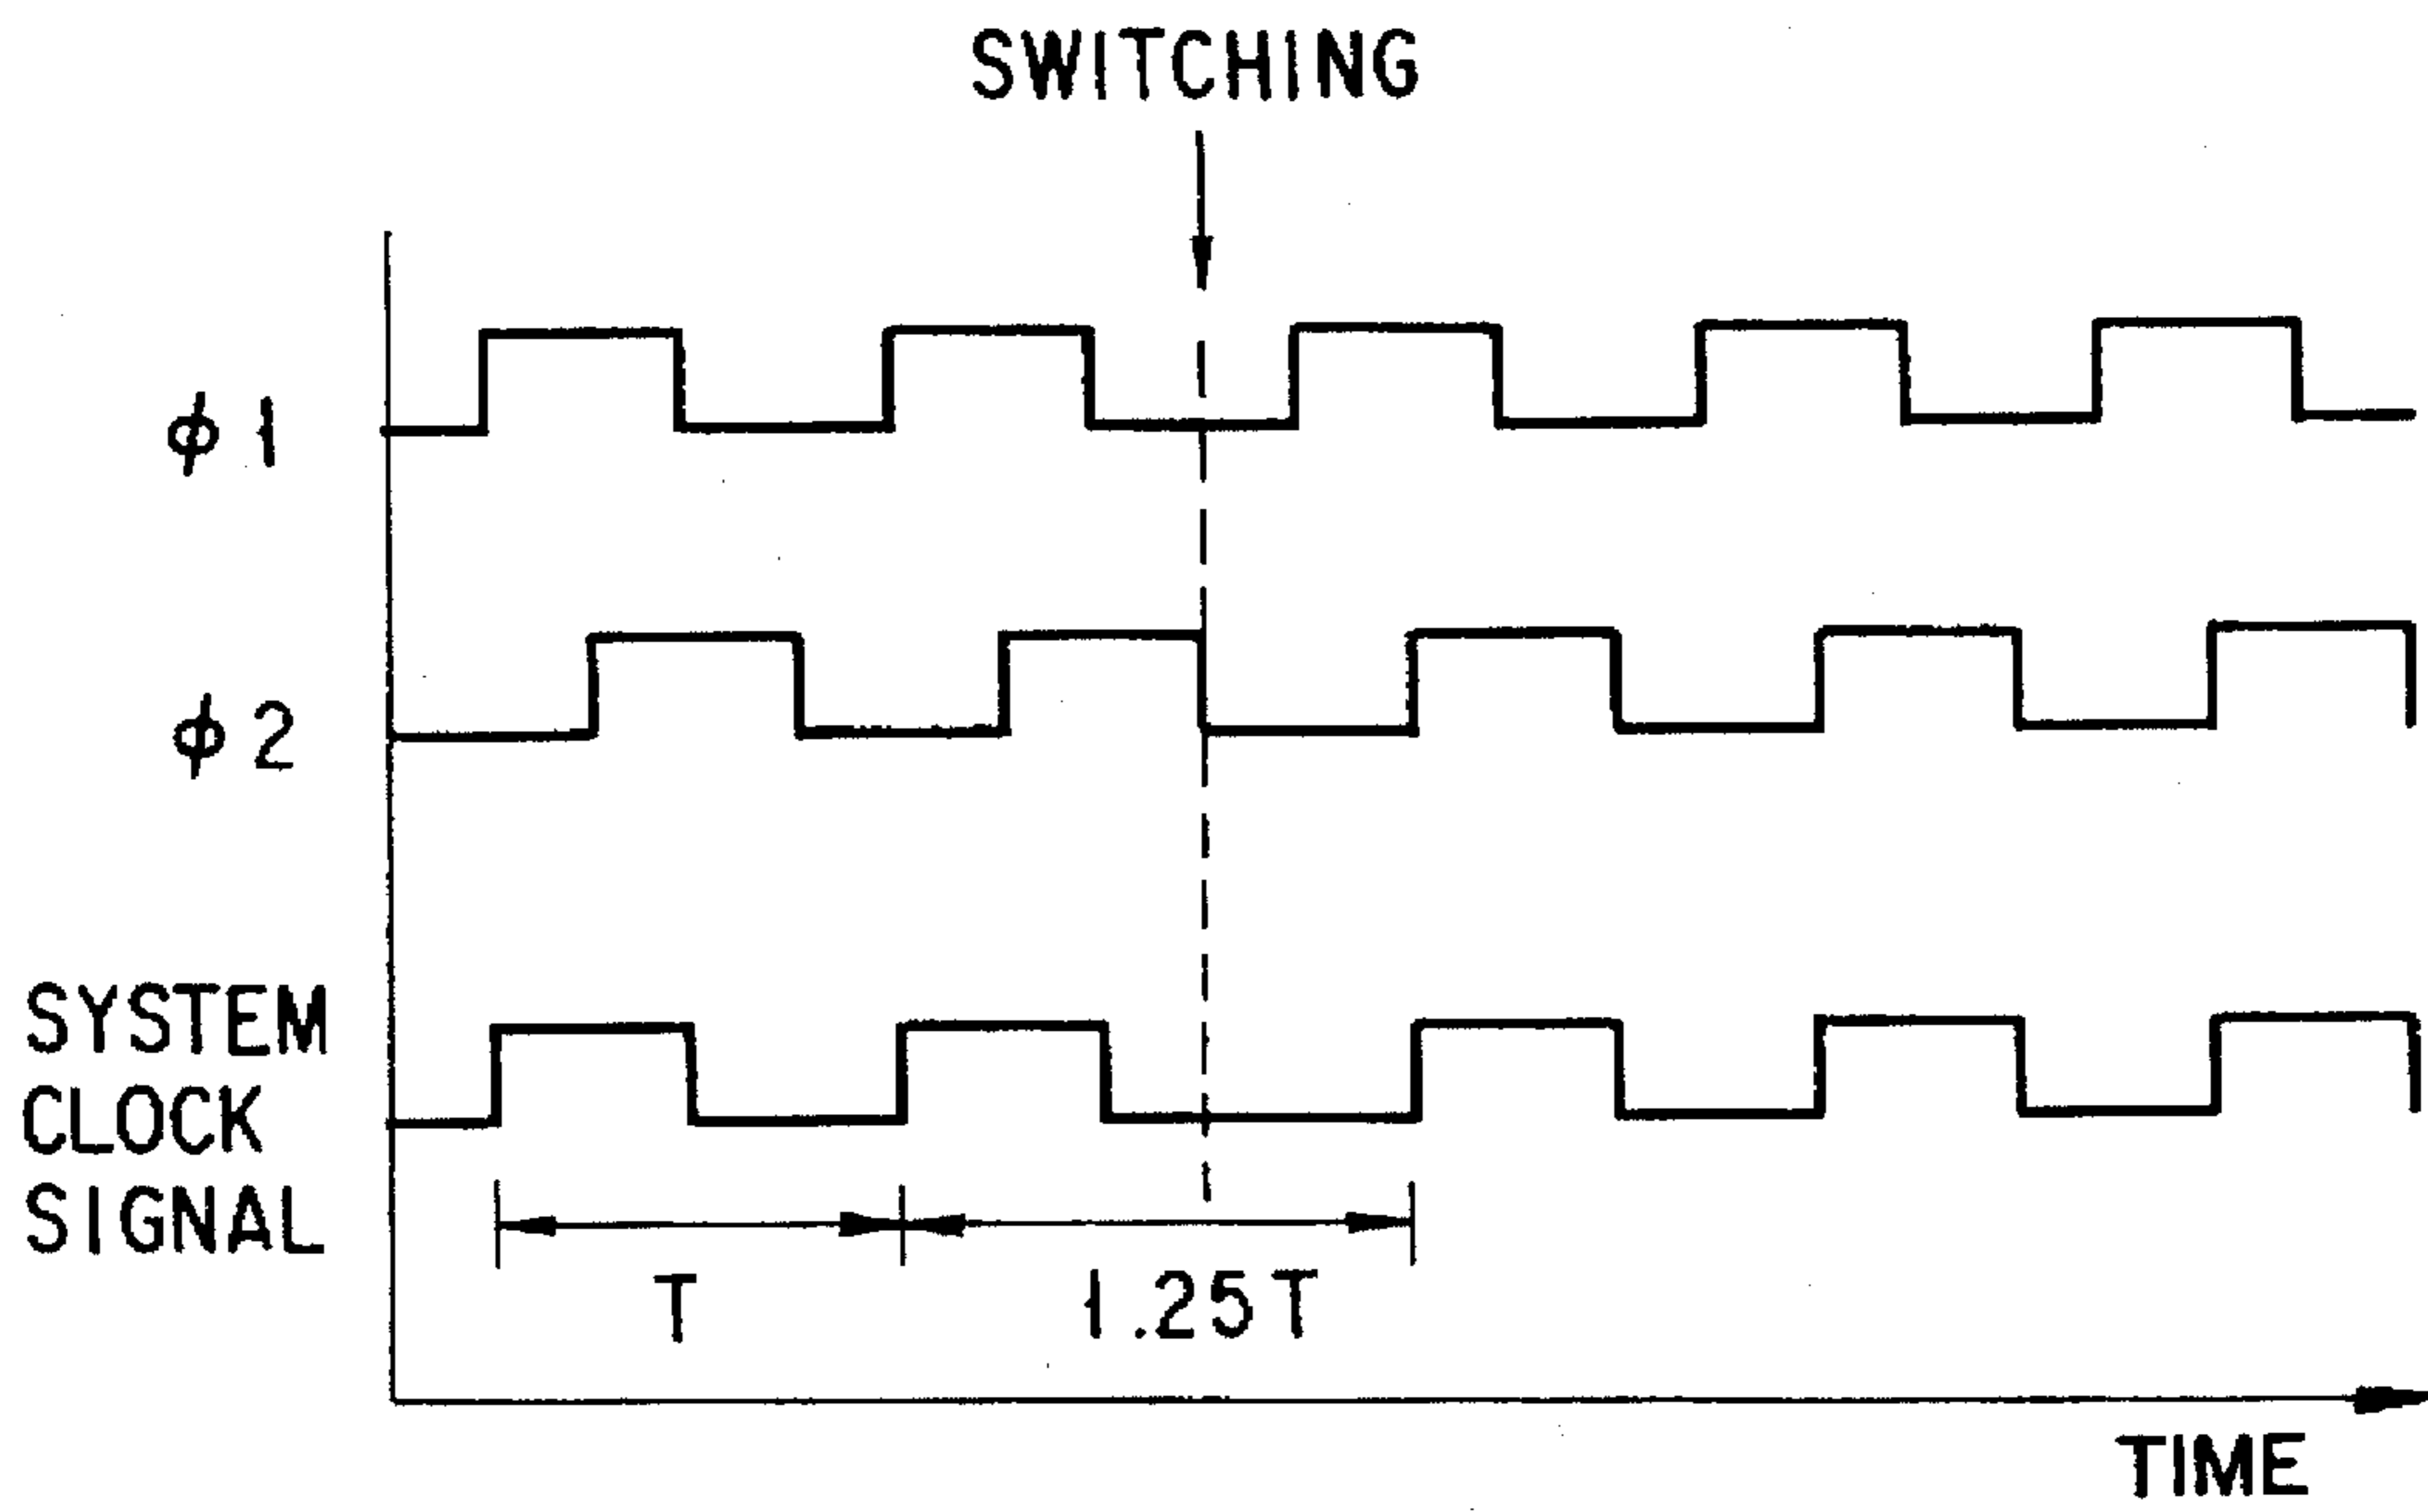 SWITCHING
φ1
φ2
SYSTEM
CLOCK
SIGNAL
T
1.25T
TIME